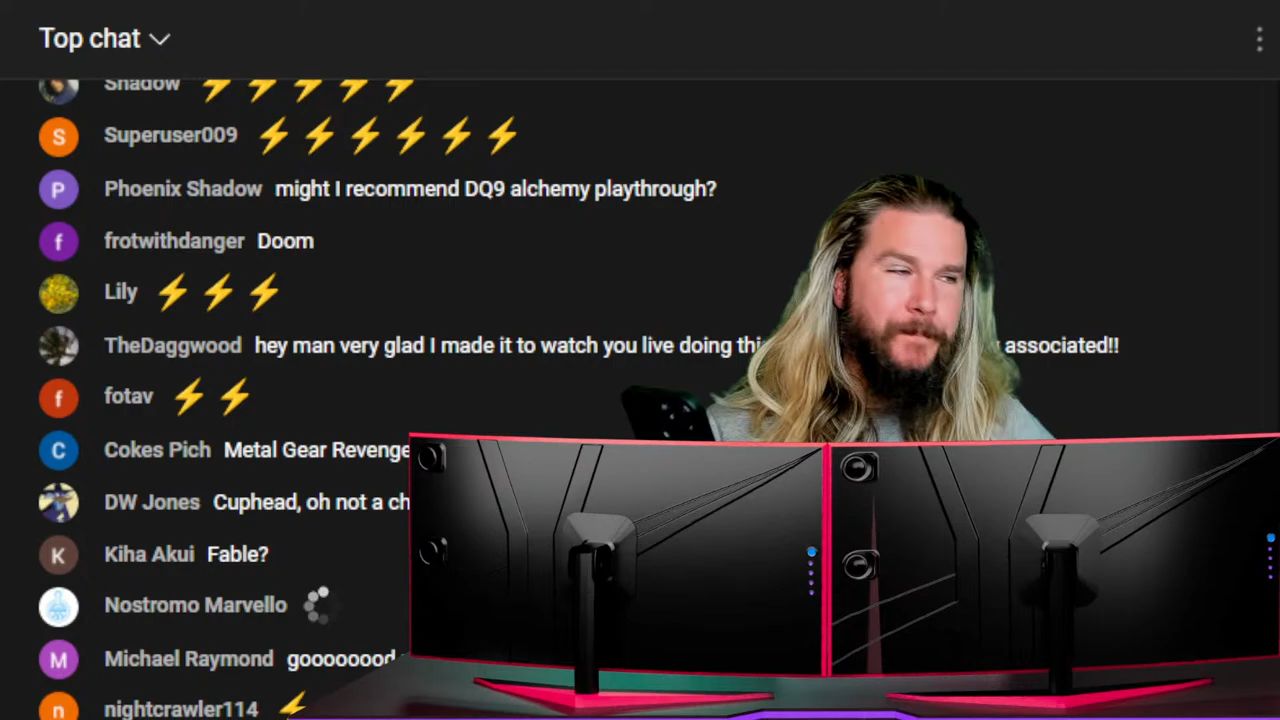 Top chat
Shadow ⚡⚡⚡⚡⚡
S Superuser009 ⚡⚡⚡⚡⚡⚡
P Phoenix Shadow might I recommend DQ9 alchemy playthrough?
f frotwithdanger Doom
Lily ⚡⚡⚡
TheDaggwood hey man very glad I made it to watch you live doing associated!!
f fotav ⚡⚡
C Cokes Pich Metal Gear Revenge
DW Jones Cuphead, oh not a
K Kiha Akui Fable?
Nostromo Marvello
M Michael Raymond goooooood
n nightcrawler114 ⚡